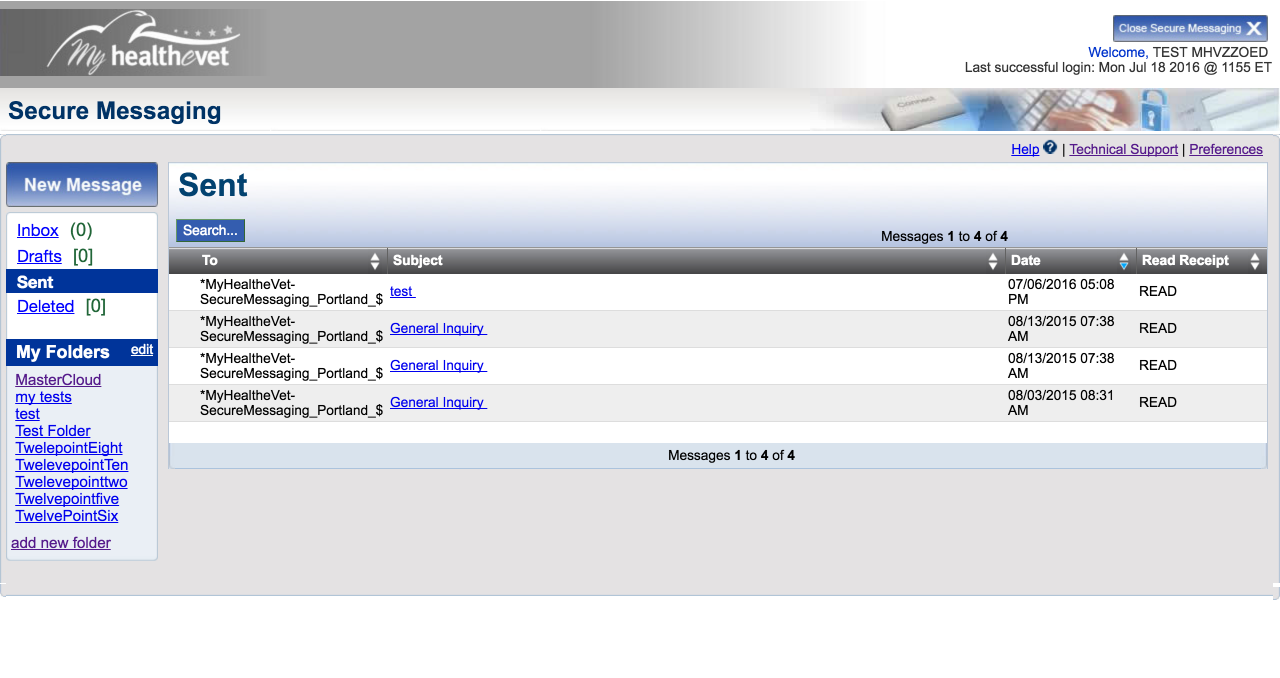 My healthevet
Close Secure Messaging X
Welcome, TEST MHVZZOED
Last successful login: Mon Jul 18 2016 @ 1155 ET
Secure Messaging
Connect
Help ? | Technical Support | Preferences
New Message
Inbox (0)
Drafts [0]
Sent
Deleted [0]
My Folders edit
MasterCloud
my tests
test
Test Folder
TwelepointEight
TwelevepointTen
Twelevepointtwo
Twelvepointfive
TwelvePointSix
add new folder
Sent
Search...
Messages 1 to 4 of 4
To Subject Date Read Receipt
*MyHealtheVet-
SecureMessaging_Portland_$ test 07/06/2016 05:08
PM READ
*MyHealtheVet-
SecureMessaging_Portland_$ General Inquiry 08/13/2015 07:38
AM READ
*MyHealtheVet-
SecureMessaging_Portland_$ General Inquiry 08/13/2015 07:38
AM READ
*MyHealtheVet-
SecureMessaging_Portland_$ General Inquiry 08/03/2015 08:31
AM READ
Messages 1 to 4 of 4